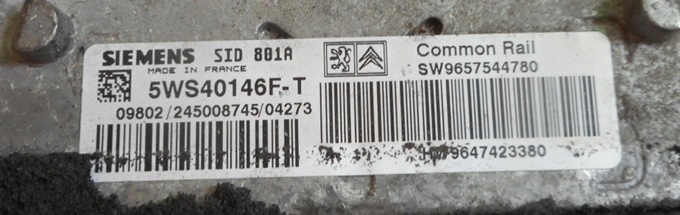 SIEMENS SID 801A
MADE IN FRANCE
5WS40146F-T
09802/245008745/04273
Common Rail
SW9657544780
9647423380